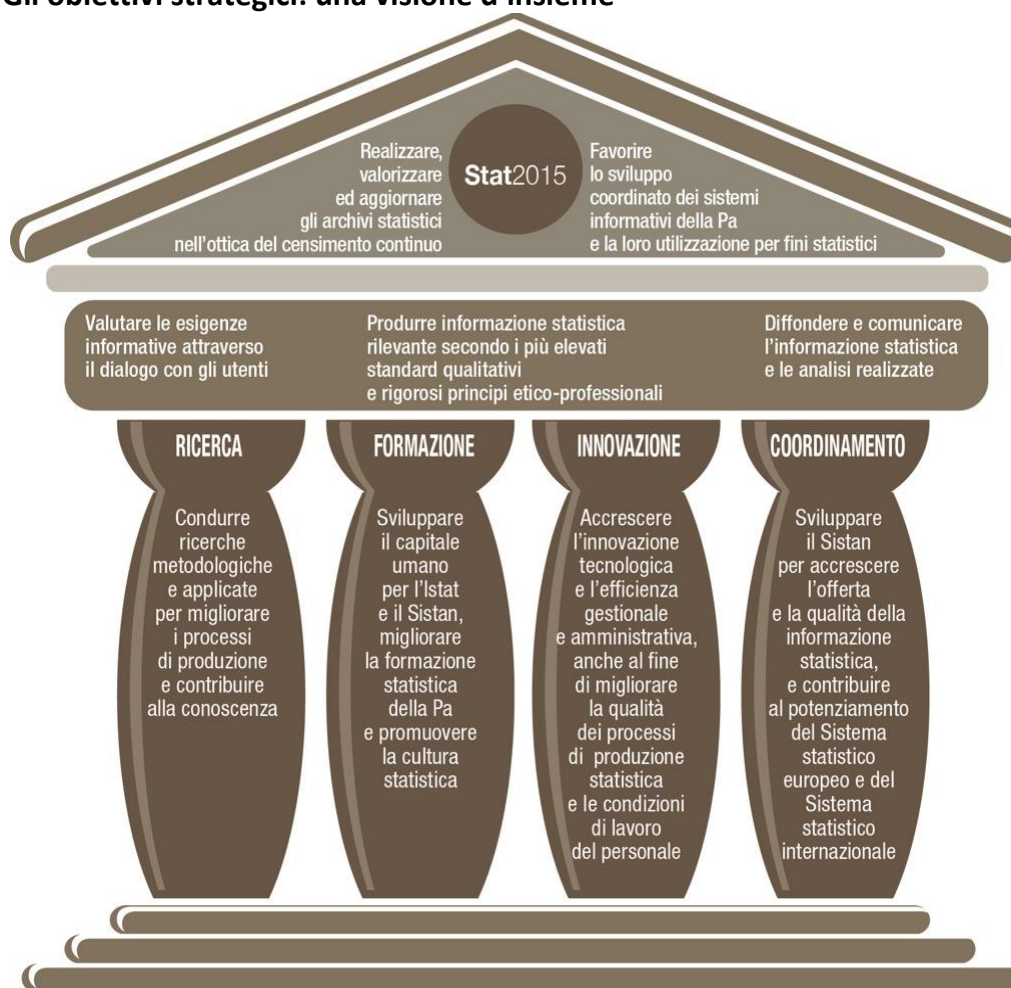 Gli obiettivi strategici: una visione d'insieme
Realizzare,
valorizzare
ed aggiornare
gli archivi statistici
nell'ottica del censimento continuo
Stat2015
Favorire
lo sviluppo
coordinato dei sistemi
informativi della Pa
e la loro utilizzazione per fini statistici
Valutare le esigenze
informative attraverso
il dialogo con gli utenti
Produrre informazione statistica
rilevante secondo i più elevati
standard qualitativi
e rigorosi principi etico-professionali
Diffondere e comunicare
l'informazione statistica
e le analisi realizzate
RICERCA
Condurre
ricerche
metodologiche
e applicate
per migliorare
i processi
di produzione
e contribuire
alla conoscenza
FORMAZIONE
Sviluppare
il capitale
umano
per l'Istat
e il Sistan,
migliorare
la formazione
statistica
della Pa
e promuovere
la cultura
statistica
INNOVAZIONE
Accrescere
l'innovazione
tecnologica
e l'efficienza
gestionale
e amministrativa,
anche al fine
di migliorare
la qualità
dei processi
di produzione
statistica
e le condizioni
di lavoro
del personale
COORDINAMENTO
Sviluppare
il Sistan
per accrescere
l'offerta
e la qualità della
informazione
statistica,
e contribuire
al potenziamento
del Sistema
statistico
europeo e del
Sistema
statistico
internazionale